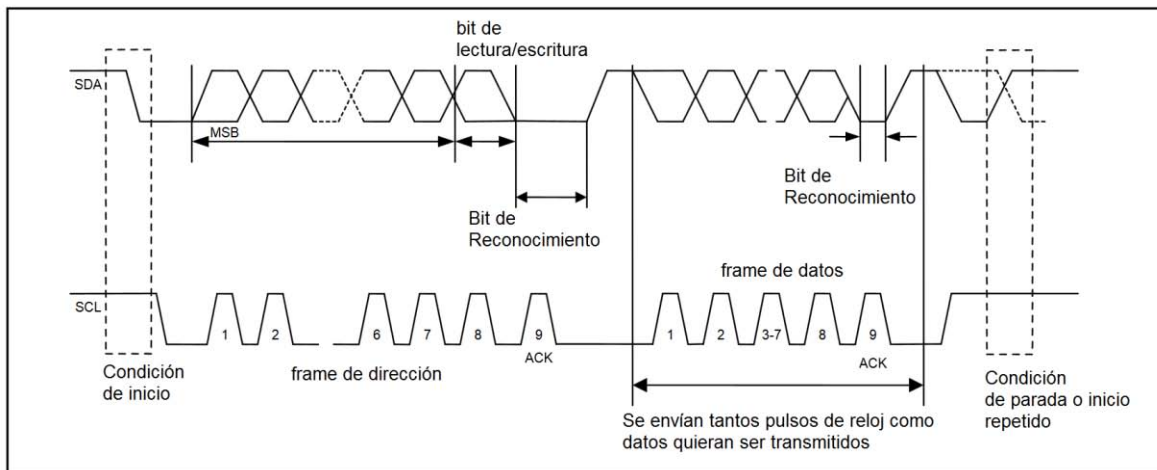 bit de
lectura/escritura
SDA
MSB
Bit de
Reconocimiento
Bit de
Reconocimiento
frame de datos
SCL
1
2
6
7
8
9
ACK
1
2
3-7
8
9
ACK
Condición
de inicio
frame de dirección
Se envían tantos pulsos de reloj como
datos quieran ser transmitidos
Condición
de parada o inicio
repetido